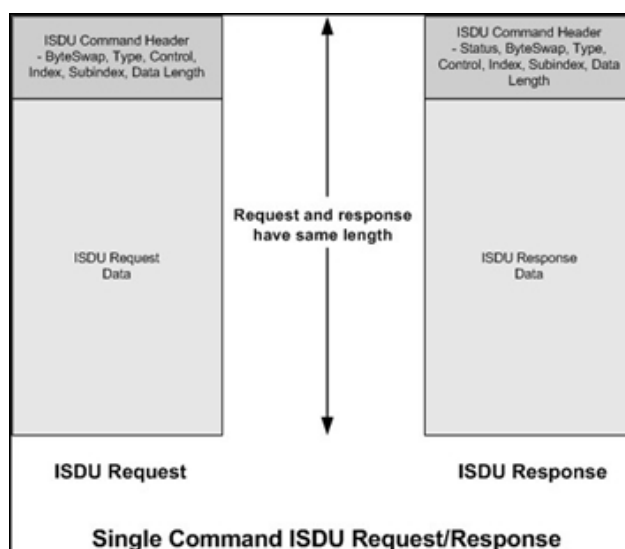 ISDU Command Header
- ByteSwap, Type, Control,
Index, Subindex, Data Length
ISDU Request
Data
Request and response
have same length
ISDU Command Header
- Status, ByteSwap, Type,
Control, Index, Subindex, Data
Length
ISDU Response
Data
ISDU Request
ISDU Response
Single Command ISDU Request/Response